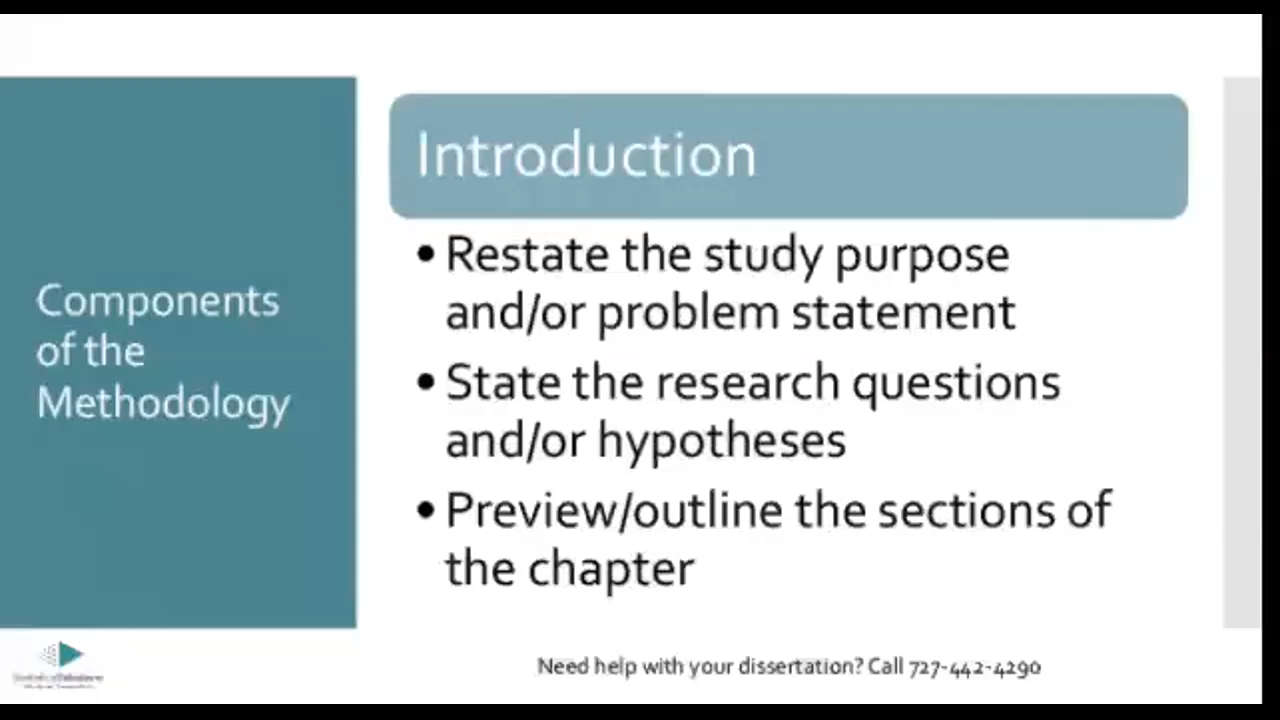 Components
of the
Methodology
Introduction
• Restate the study purpose
and/or problem statement
• State the research questions
and/or hypotheses
• Preview/outline the sections of
the chapter
Need help with your dissertation? Call 727-442-4290